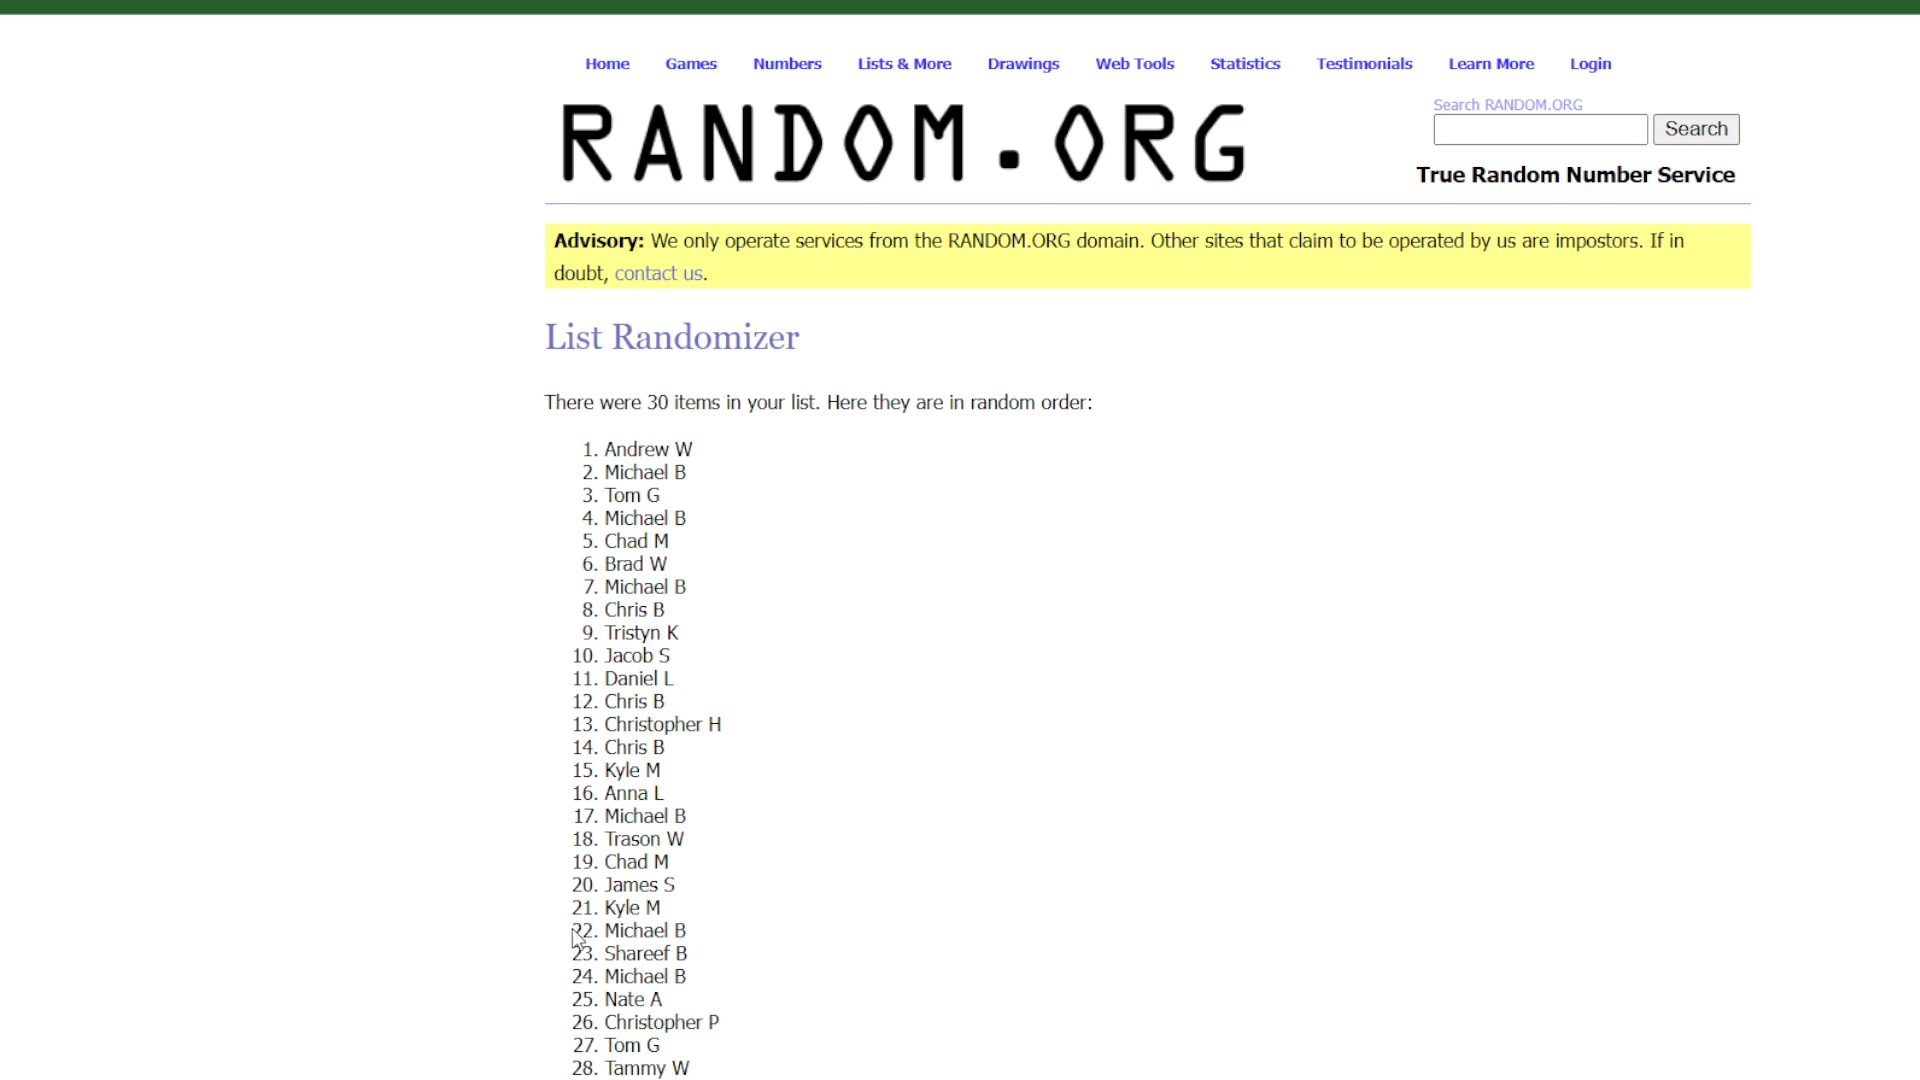 Home Games Numbers Lists & More Drawings Web Tools Statistics Testimonials Learn More Login
RANDOM.ORG
Search RANDOM.ORG
Search
True Random Number Service
Advisory: We only operate services from the RANDOM.ORG domain. Other sites that claim to be operated by us are impostors. If in
doubt, contact us.
List Randomizer
There were 30 items in your list. Here they are in random order:
1. Andrew W
2. Michael B
3. Tom G
4. Michael B
5. Chad M
6. Brad W
7. Michael B
8. Chris B
9. Tristyn K
10. Jacob S
11. Daniel L
12. Chris B
13. Christopher H
14. Chris B
15. Kyle M
16. Anna L
17. Michael B
18. Trason W
19. Chad M
20. James S
21. Kyle M
22. Michael B
23. Shareef B
24. Michael B
25. Nate A
26. Christopher P
27. Tom G
28. Tammy W